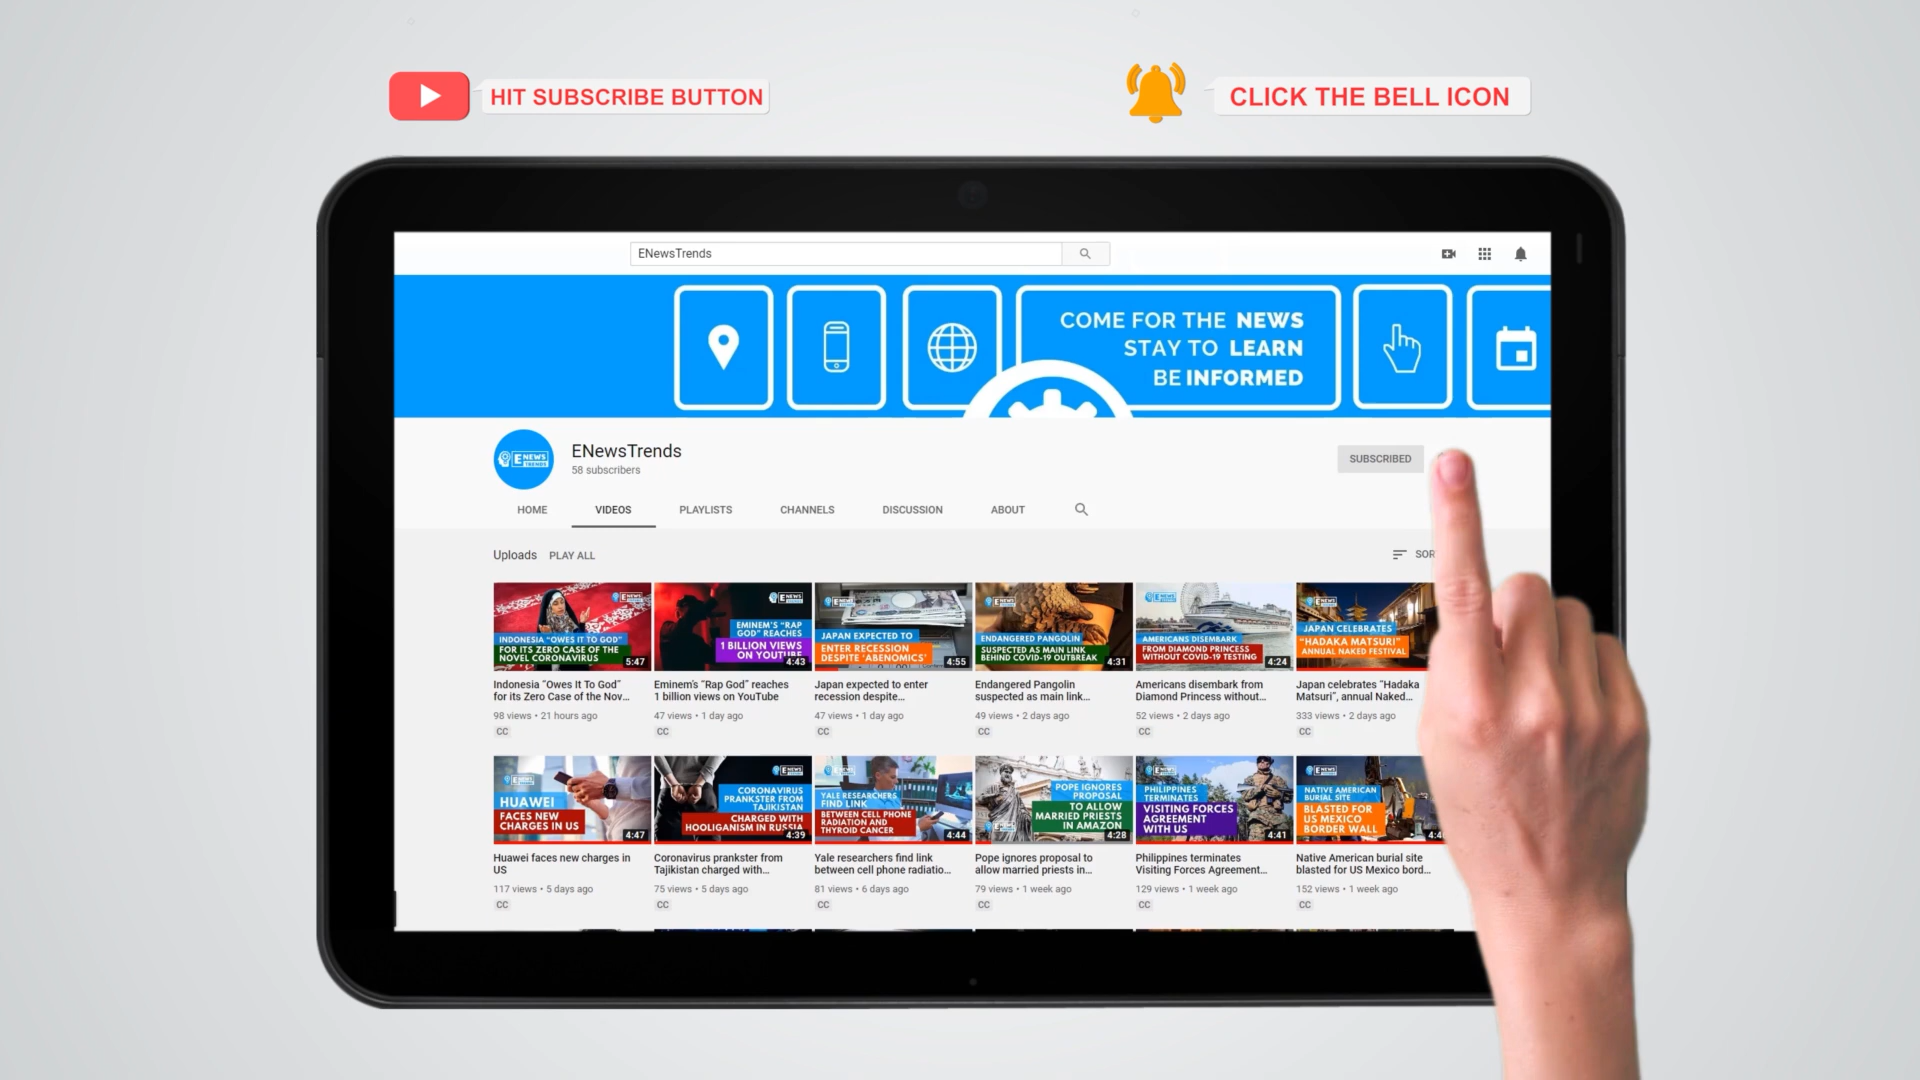 HIT SUBSCRIBE BUTTON
CLICK THE BELL ICON
ENewsTrends
COME FOR THE NEWS
STAY TO LEARN
BE INFORMED
E NEWS
TRENDS
ENewsTrends
58 subscribers
SUBSCRIBED
HOME VIDEOS PLAYLISTS CHANNELS DISCUSSION ABOUT
Uploads PLAY ALL
SOR
INDONESIA "OWES IT TO GOD"
FOR ITS ZERO CASE OF THE
NOVEL CORONAVIRUS
5:47
EMINEM'S "RAP
GOD" REACHES
1 BILLION VIEWS
ON YOUTUBE
4:43
JAPAN EXPECTED TO
ENTER RECESSION
DESPITE 'ABENOMICS'
4:55
ENDANGERED PANGOLIN
SUSPECTED AS MAIN LINK
BEHIND COVID-19 OUTBREAK
4:31
AMERICANS DISEMBARK
FROM DIAMOND PRINCESS
WITHOUT COVID-19 TESTING
4:24
JAPAN CELEBRATES
"HADAKA MATSURI"
ANNUAL NAKED FESTIVAL
Indonesia "Owes It To God"
for its Zero Case of the Nov...
98 views • 21 hours ago
CC
Eminem's "Rap God" reaches
1 billion views on YouTube
47 views • 1 day ago
CC
Japan expected to enter
recession despite...
47 views • 1 day ago
CC
Endangered Pangolin
suspected as main link...
49 views • 2 days ago
CC
Americans disembark from
Diamond Princess without...
52 views • 2 days ago
CC
Japan celebrates "Hadaka
Matsuri", annual Naked...
333 views • 2 days ago
CC
HUAWEI
FACES NEW
CHARGES IN US
4:47
CORONAVIRUS
PRANKSTER FROM
TAJIKISTAN
CHARGED WITH
HOOLIGANISM IN RUSSIA
4:39
YALE RESEARCHERS
FIND LINK
BETWEEN CELL PHONE
RADIATION AND
THYROID CANCER
4:44
POPE IGNORES
PROPOSAL
TO ALLOW
MARRIED PRIESTS
IN AMAZON
4:28
PHILIPPINES
TERMINATES
VISITING FORCES
AGREEMENT
WITH US
4:41
NATIVE AMERICAN
BURIAL SITE
BLASTED FOR
US MEXICO
BORDER WALL
Huawei faces new charges in
US
117 views • 5 days ago
CC
Coronavirus prankster from
Tajikistan charged with...
75 views • 5 days ago
CC
Yale researchers find link
between cell phone radiatio...
81 views • 6 days ago
CC
Pope ignores proposal to
allow married priests in...
79 views • 1 week ago
CC
Philippines terminates
Visiting Forces Agreement...
129 views • 1 week ago
CC
Native American burial site
blasted for US Mexico bord...
152 views • 1 week ago
CC